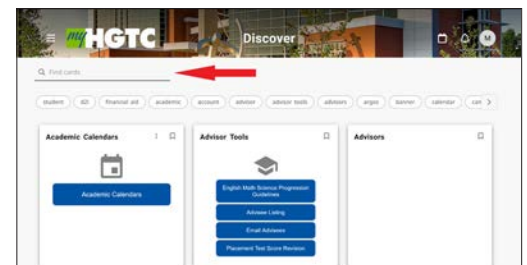 myHGTC
Discover
M
Find cards
student
d2l
financial aid
academic
account
advisor
advisor tools
advisors
argos
banner
calendar
Academic Calendars
Advisor Tools
Advisors
Academic Calendars
English Math Science Progression
Guidelines
Advisee Listing
Email Advisees
Placement Test Score Revision